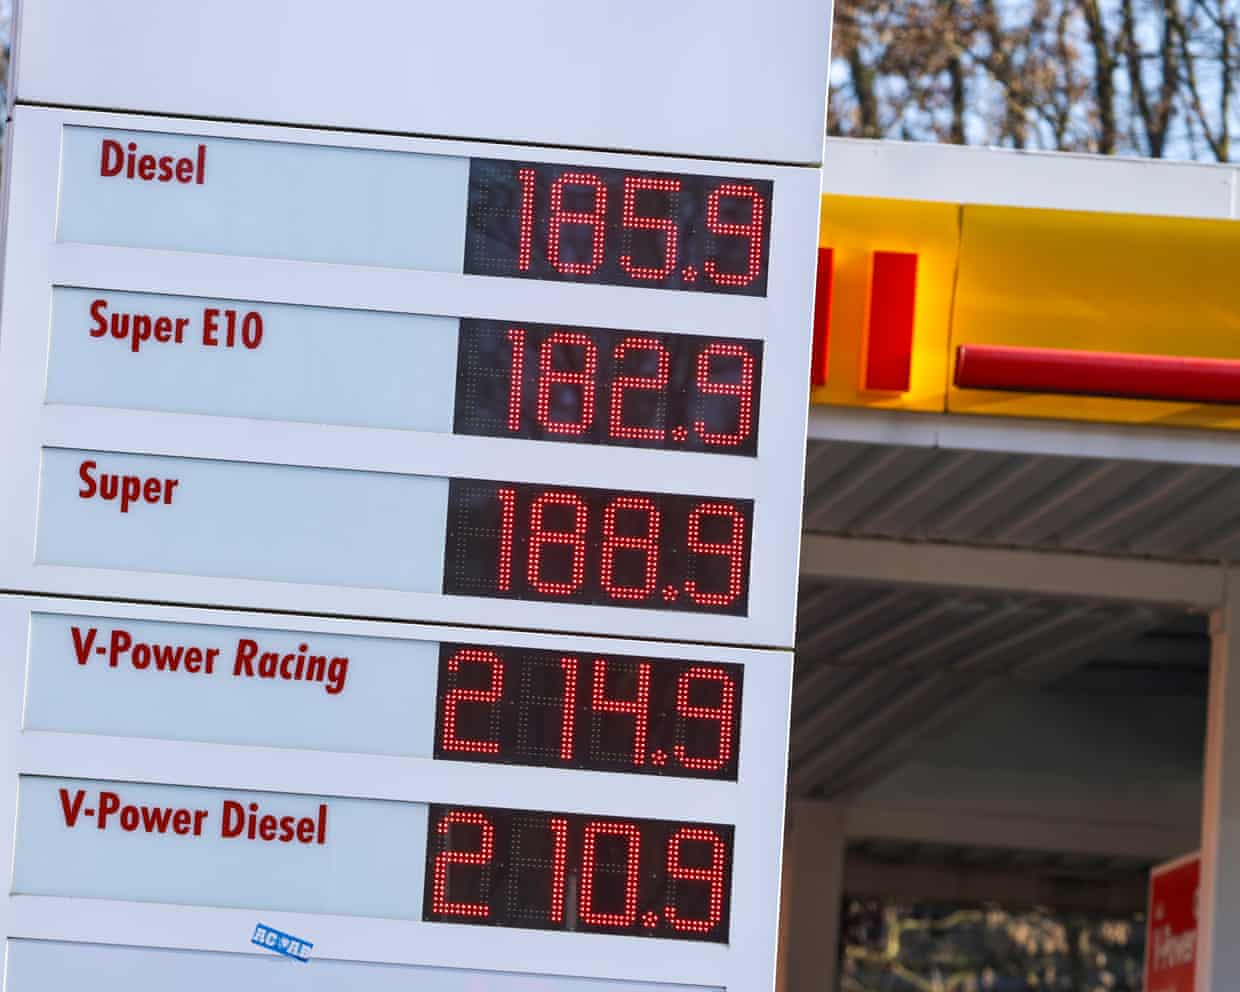 Diesel 185.9
Super E10 182.9
Super 188.9
V-Power Racing 214.9
V-Power Diesel 210.9